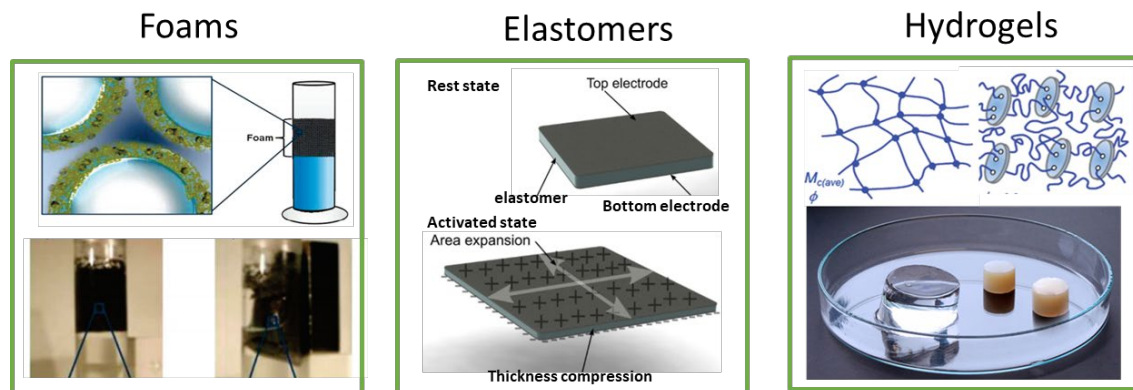 Foams
Elastomers
Hydrogels
Foam
Rest state
Top electrode
elastomer
Bottom electrode
Activated state
Area expansion
Thickness compression
M c(ave)
ϕ